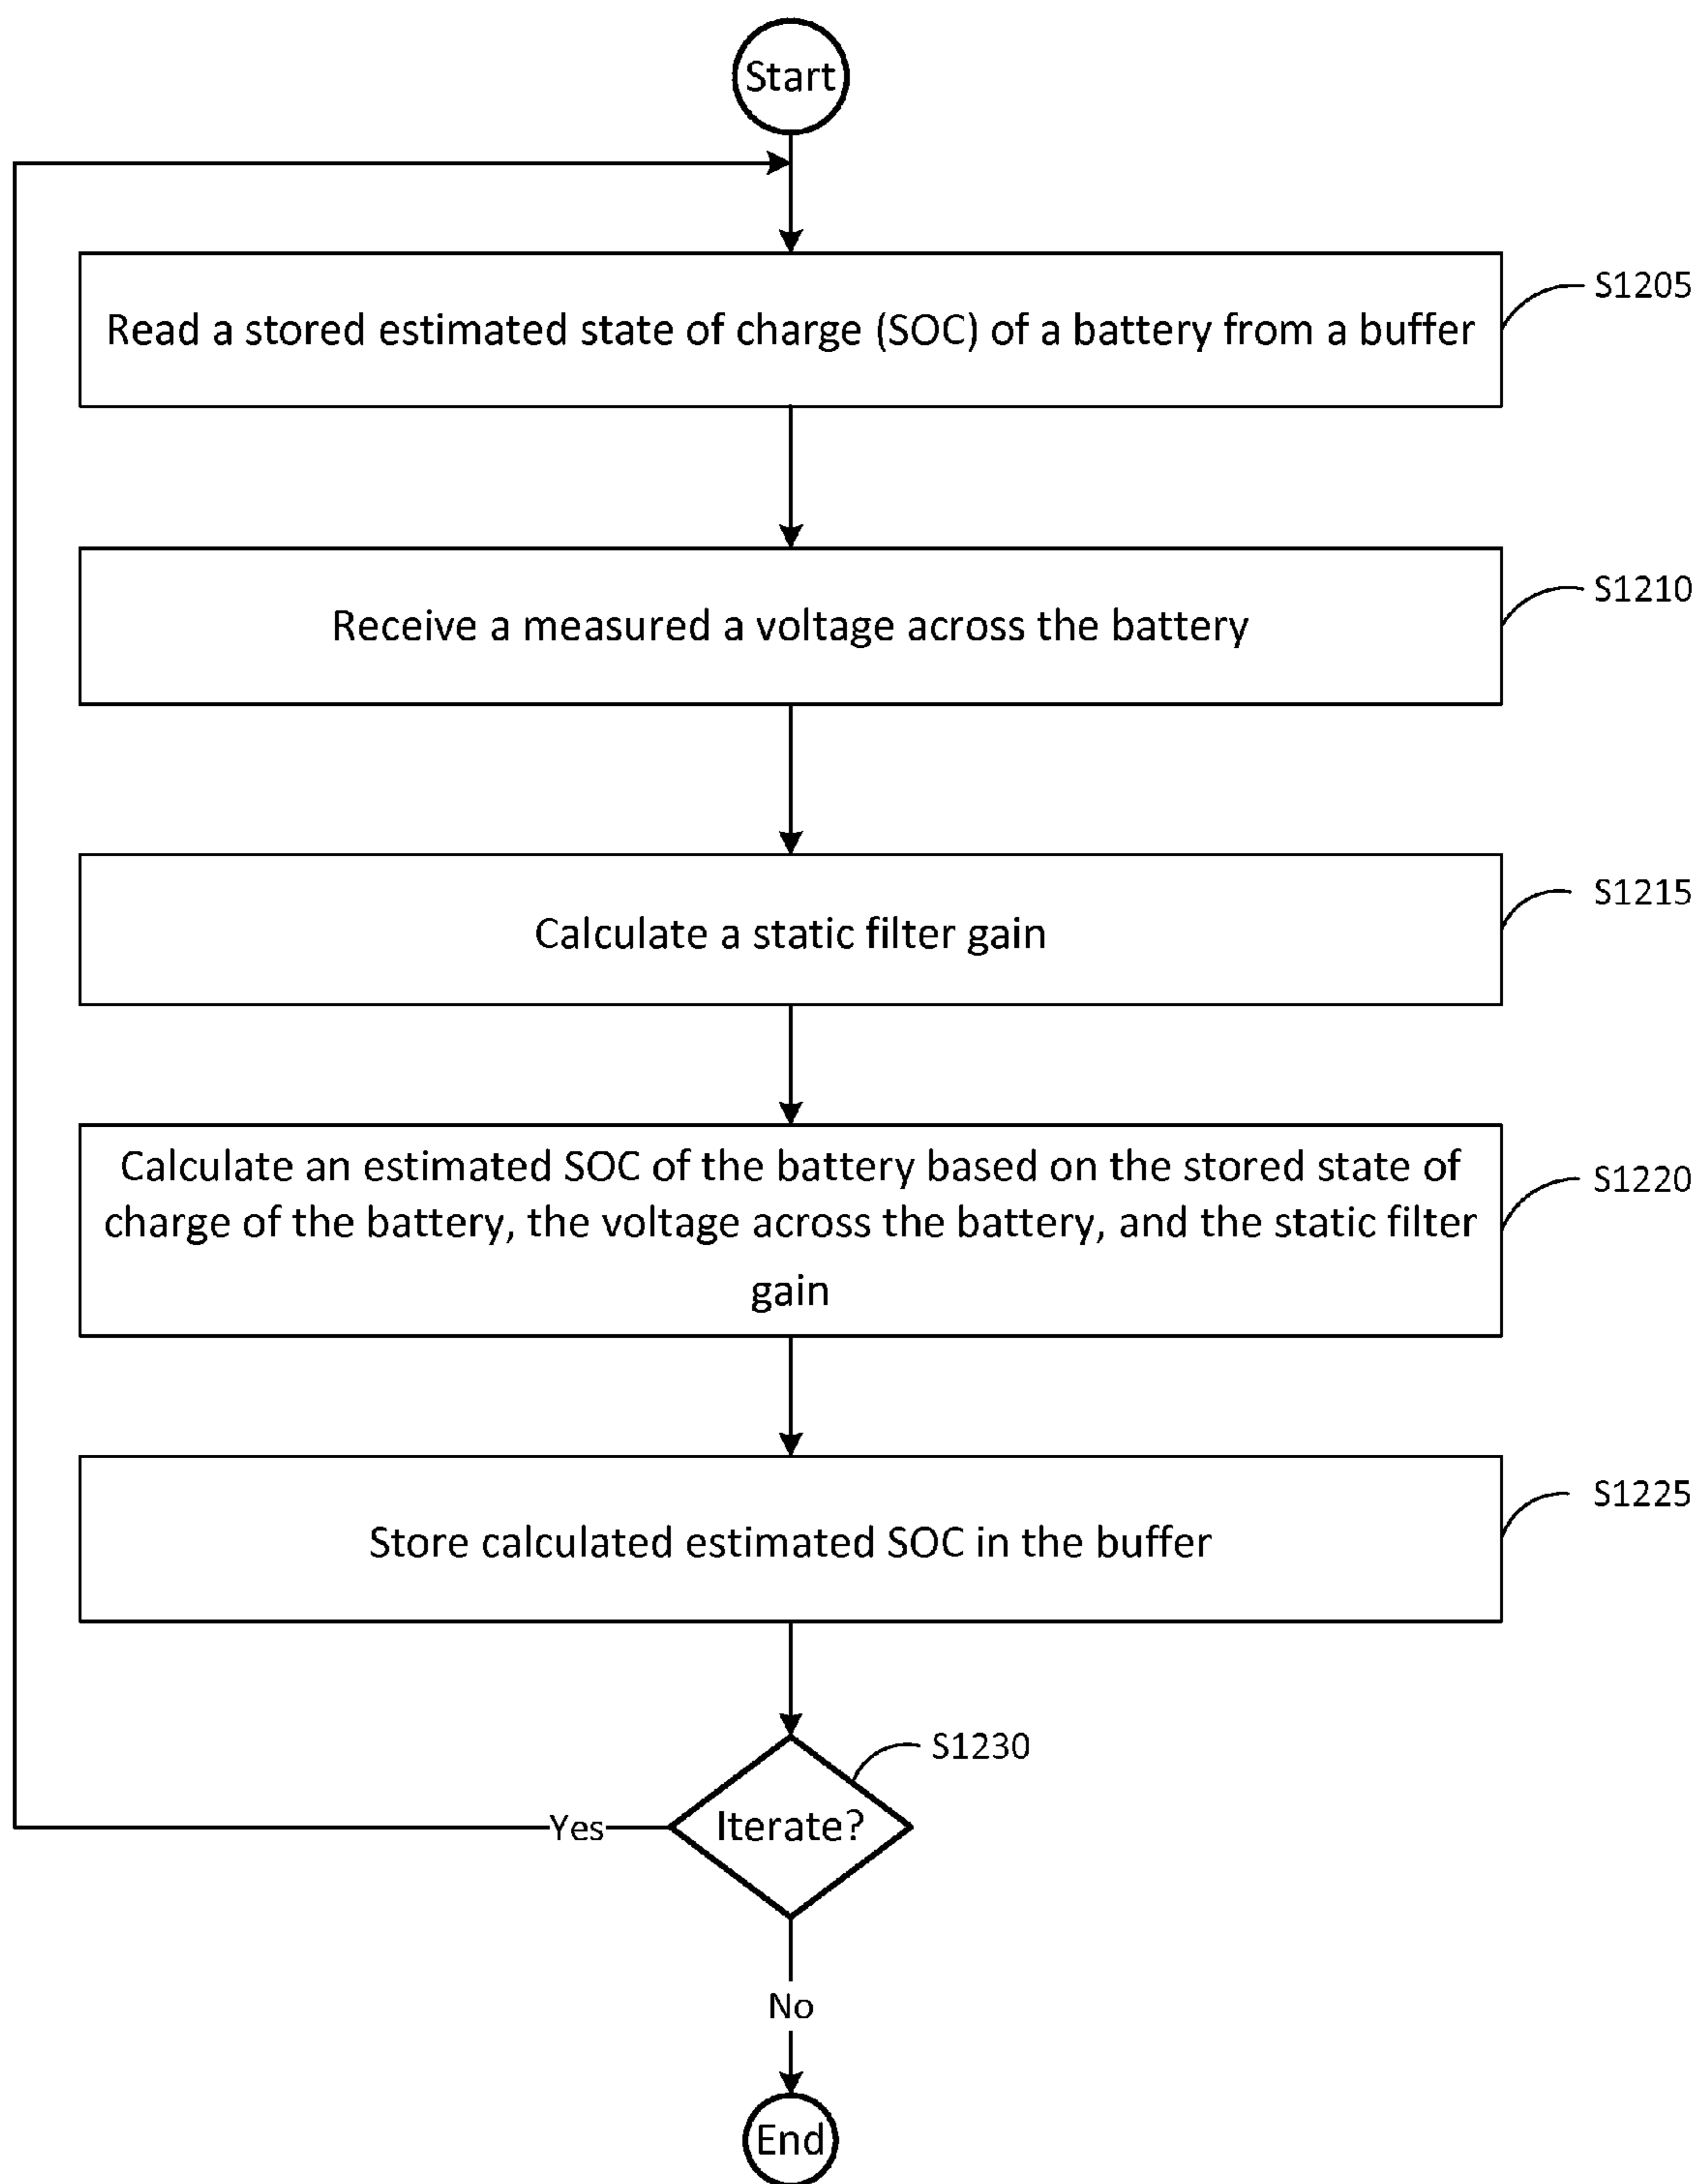 Start
Read a stored estimated state of charge (SOC) of a battery from a buffer
S1205
Receive a measured a voltage across the battery
S1210
Calculate a static filter gain
S1215
Calculate an estimated SOC of the battery based on the stored state of
charge of the battery, the voltage across the battery, and the static filter
gain
S1220
Store calculated estimated SOC in the buffer
S1225
S1230
Iterate?
Yes
No
End